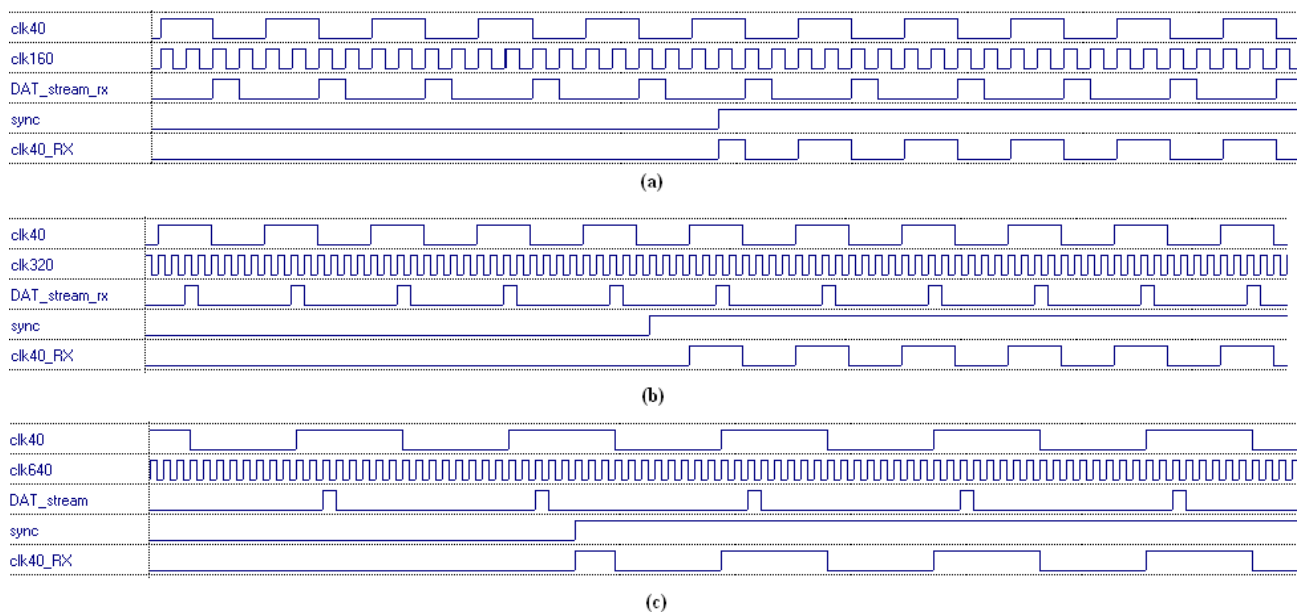 clk40
clk160
DAT_stream_rx
sync
clk40_RX
(a)
clk40
clk320
DAT_stream_rx
sync
clk40_RX
(b)
clk40
clk640
DAT_stream
sync
clk40_RX
(c)